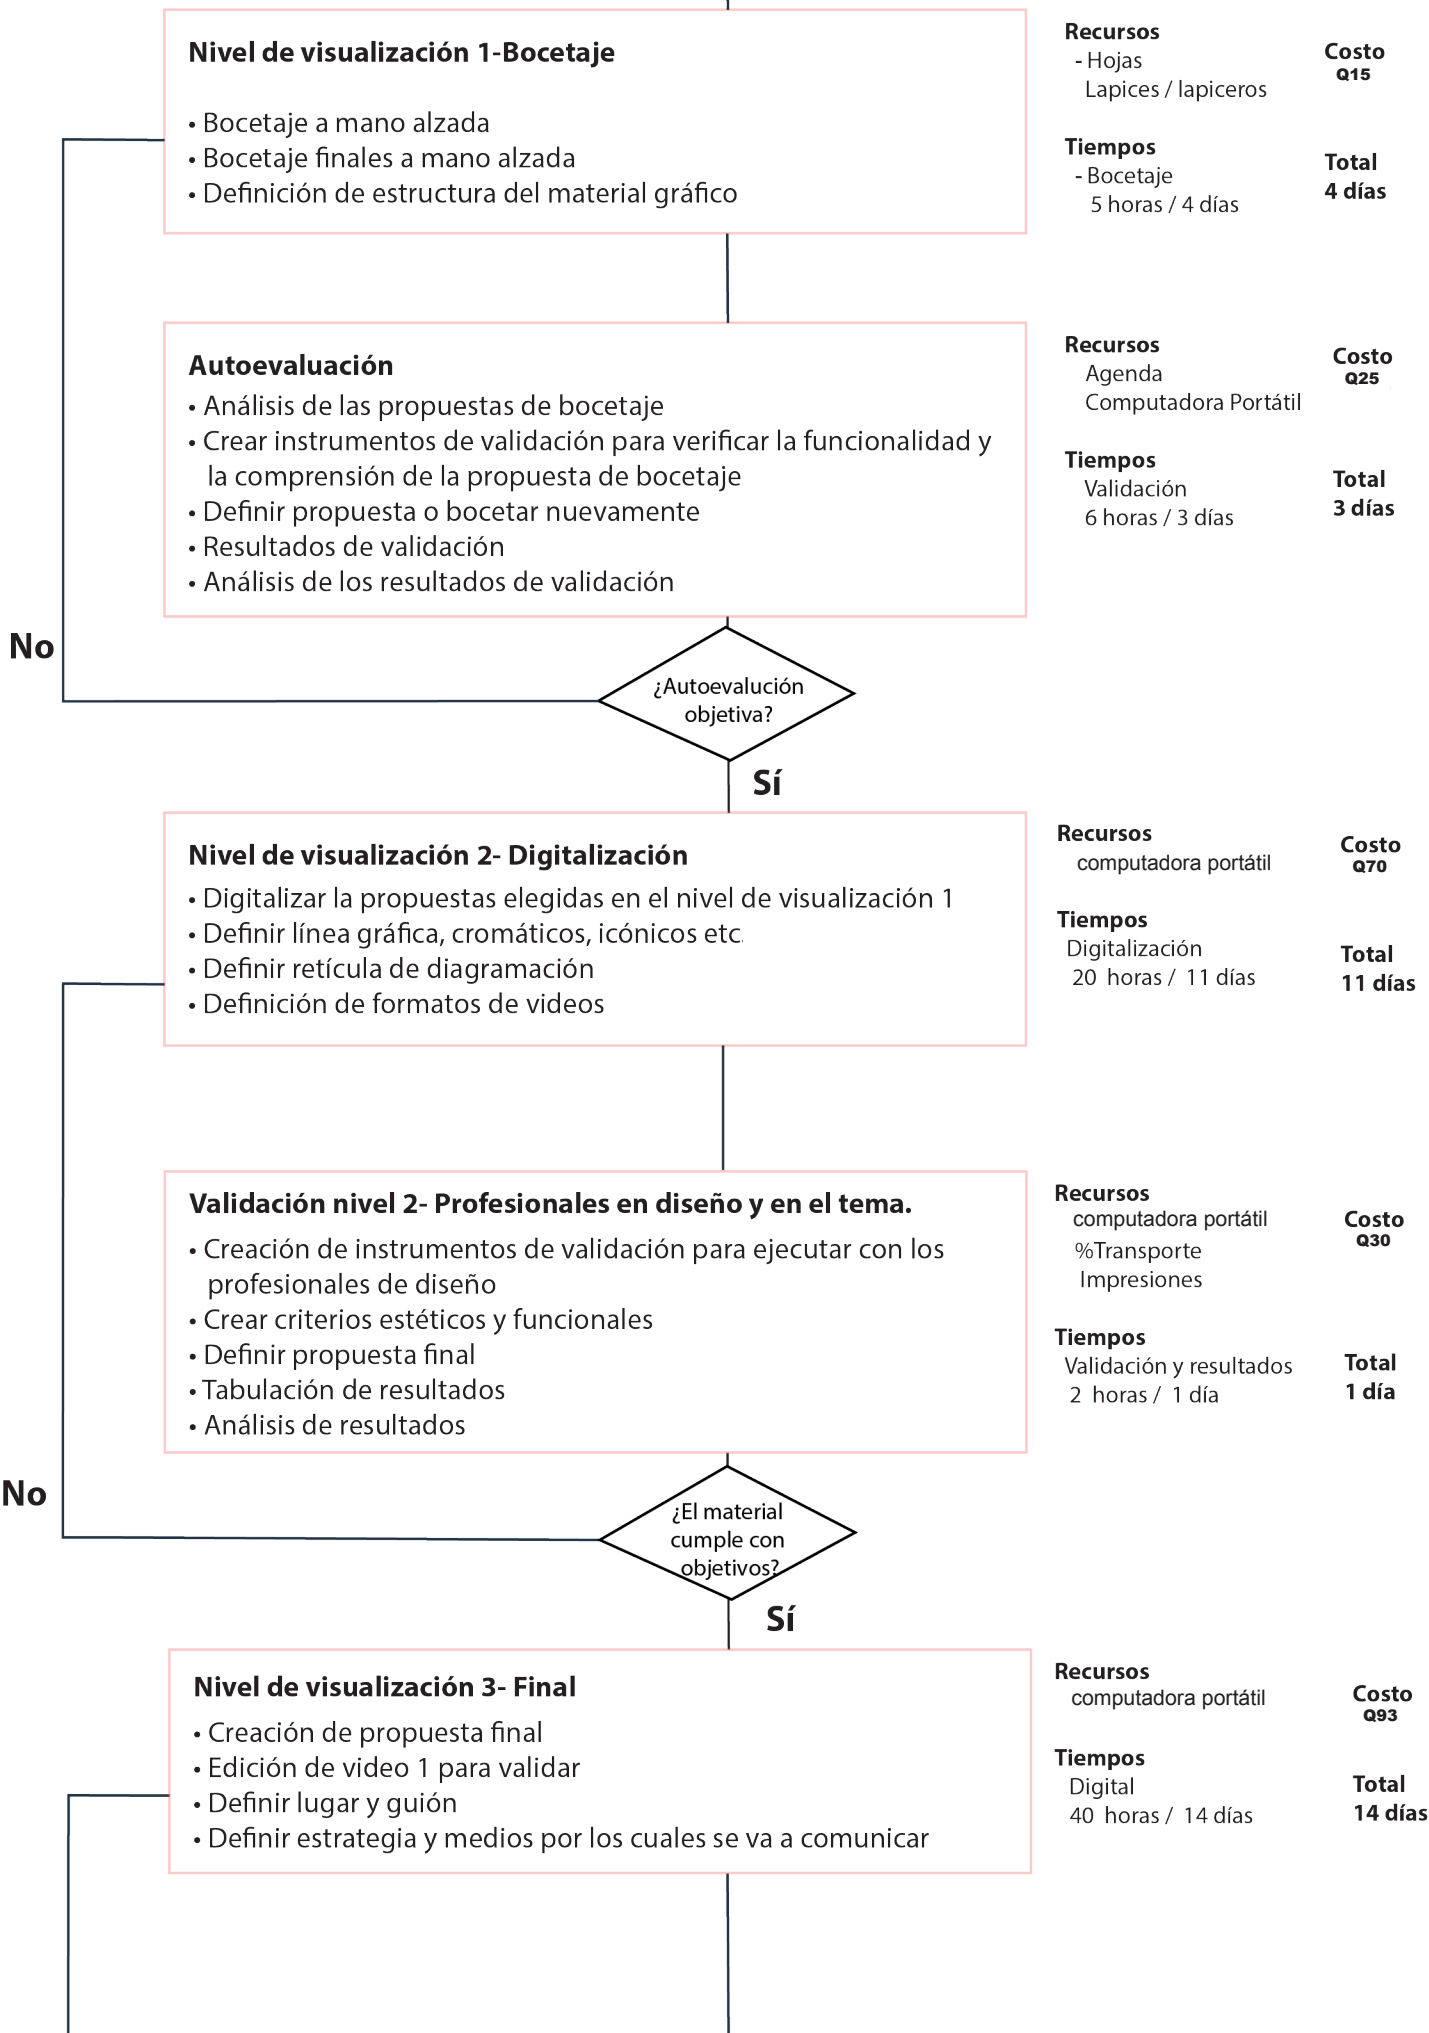 Nivel de visualización 1-Bocetaje
• Bocetaje a mano alzada
• Bocetaje finales a mano alzada
• Definición de estructura del material gráfico
Recursos
- Hojas
Lapices / lapiceros
Costo
Q15
Tiempos
- Bocetaje
5 horas / 4 días
Total
4 días
Autoevaluación
• Análisis de las propuestas de bocetaje
• Crear instrumentos de validación para verificar la funcionalidad y
la comprensión de la propuesta de bocetaje
• Definir propuesta o bocetar nuevamente
• Resultados de validación
• Análisis de los resultados de validación
Recursos
Agenda
Computadora Portátil
Costo
Q25
Tiempos
Validación
6 horas / 3 días
Total
3 días
No
¿Autoevalución
objetiva?
Sí
Nivel de visualización 2- Digitalización
• Digitalizar la propuestas elegidas en el nivel de visualización 1
• Definir línea gráfica, cromáticos, icónicos etc.
• Definir retícula de diagramación
• Definición de formatos de videos
Recursos
computadora portátil
Costo
Q70
Tiempos
Digitalización
20 horas / 11 días
Total
11 días
Validación nivel 2- Profesionales en diseño y en el tema.
• Creación de instrumentos de validación para ejecutar con los
profesionales de diseño
• Crear criterios estéticos y funcionales
• Definir propuesta final
• Tabulación de resultados
• Análisis de resultados
Recursos
computadora portátil
%Transporte
Impresiones
Costo
Q30
Tiempos
Validación y resultados
2 horas / 1 día
Total
1 día
No
¿El material
cumple con
objetivos?
Sí
Nivel de visualización 3- Final
• Creación de propuesta final
• Edición de video 1 para validar
• Definir lugar y guión
• Definir estrategia y medios por los cuales se va a comunicar
Recursos
computadora portátil
Costo
Q93
Tiempos
Digital
40 horas / 14 días
Total
14 días